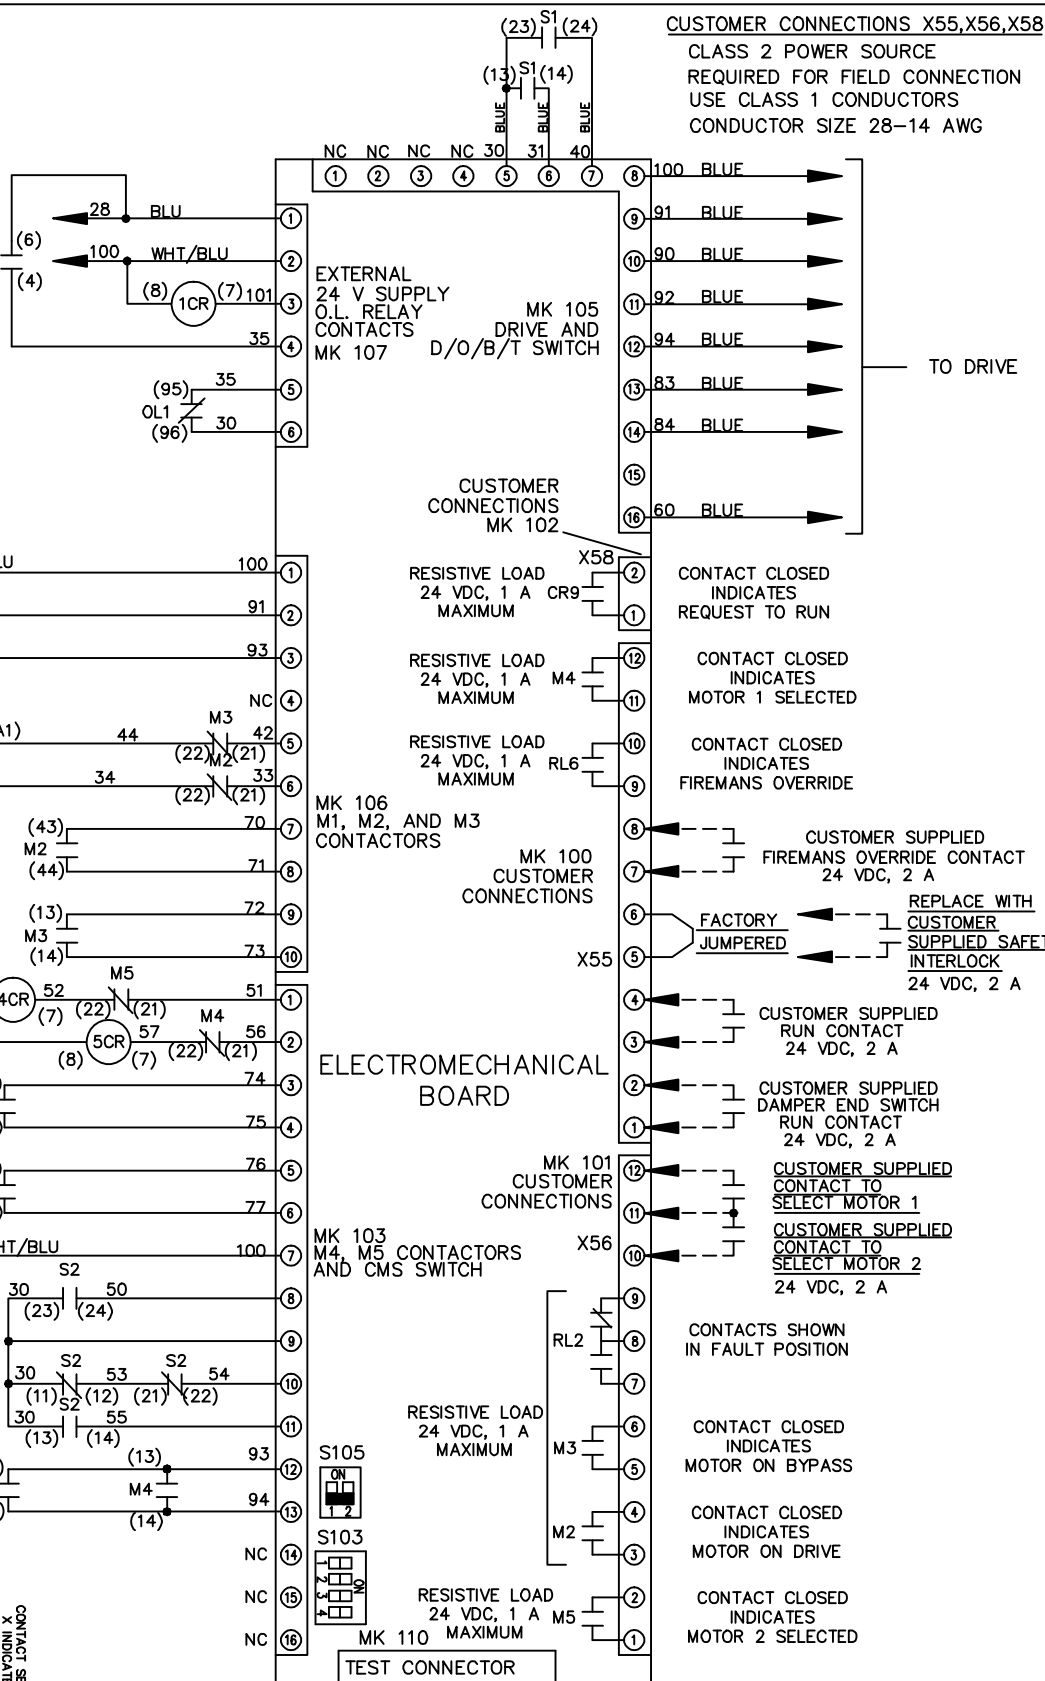 (23) S1 (24)
CUSTOMER CONNECTIONS X55,X56,X58
CLASS 2 POWER SOURCE
REQUIRED FOR FIELD CONNECTION
USE CLASS 1 CONDUCTORS
CONDUCTOR SIZE 28-14 AWG
(13) S1 (14)
BLUE BLUE BLUE
NC NC NC NC 30 31 40
1 2 3 4 5 6 7
8 100 BLUE
9 91 BLUE
10 90 BLUE
11 92 BLUE
12 94 BLUE
13 83 BLUE
14 84 BLUE
15
16 60 BLUE
TO DRIVE
MK 105
DRIVE AND
D/O/B/T SWITCH
28 BLU 1
(6)
(4)
100 WHT/BLU 2
(8) 1CR (7) 101 3
35 4
(95) 35 5
OL1
(96) 30 6
EXTERNAL
24 V SUPPLY
O.L. RELAY
CONTACTS
MK 107
CUSTOMER
CONNECTIONS
MK 102
LU 100 1
91 2
93 3
NC 4
A1) 44 M3 (22) (21) 42 5
34 M2 (22) (21) 33 6
(43) 70 7
M2
(44) 71 8
(13) 72 9
M3
(14) 73 10
MK 106
M1, M2, AND M3
CONTACTORS
X58
RESISTIVE LOAD
24 VDC, 1 A CR9
MAXIMUM
2
1
CONTACT CLOSED
INDICATES
REQUEST TO RUN
RESISTIVE LOAD
24 VDC, 1 A M4
MAXIMUM
12
11
CONTACT CLOSED
INDICATES
MOTOR 1 SELECTED
RESISTIVE LOAD
24 VDC, 1 A RL6
MAXIMUM
10
9
CONTACT CLOSED
INDICATES
FIREMANS OVERRIDE
MK 100
CUSTOMER
CONNECTIONS
8
7
CUSTOMER SUPPLIED
FIREMANS OVERRIDE CONTACT
24 VDC, 2 A
X55
6
5
FACTORY
JUMPERED
REPLACE WITH
CUSTOMER
SUPPLIED SAFET
INTERLOCK
24 VDC, 2 A
4
3
CUSTOMER SUPPLIED
RUN CONTACT
24 VDC, 2 A
2
1
CUSTOMER SUPPLIED
DAMPER END SWITCH
RUN CONTACT
24 VDC, 2 A
4CR 52 (7) M5 (22) (21) 51 1
(8) 5CR 57 (7) M4 (22) (21) 56 2
74 3
75 4
76 5
77 6
HT/BLU 100 7
ELECTROMECHANICAL
BOARD
MK 103
M4, M5 CONTACTORS
AND CMS SWITCH
MK 101
CUSTOMER
CONNECTIONS
X56
12
11
10
CUSTOMER SUPPLIED
CONTACT TO
SELECT MOTOR 1
CUSTOMER SUPPLIED
CONTACT TO
SELECT MOTOR 2
24 VDC, 2 A
30 S2 50 8
(23) (24)
9
30 S2 53 S2 54 10
(11) (12) (21) (22)
30 S2 55 11
(13) (14)
(13) 93 12
M4
(14) 94 13
NC 14
NC 15
NC 16
S105
ON
1 2
S103
1
2
3
4
ON
RL2
9
8
7
CONTACTS SHOWN
IN FAULT POSITION
RESISTIVE LOAD
24 VDC, 1 A
MAXIMUM
M3
6
5
CONTACT CLOSED
INDICATES
MOTOR ON BYPASS
M2
4
3
CONTACT CLOSED
INDICATES
MOTOR ON DRIVE
RESISTIVE LOAD
24 VDC, 1 A M5
MAXIMUM
2
1
CONTACT CLOSED
INDICATES
MOTOR 2 SELECTED
MK 110
TEST CONNECTOR
CONTACT SE
X INDICATE